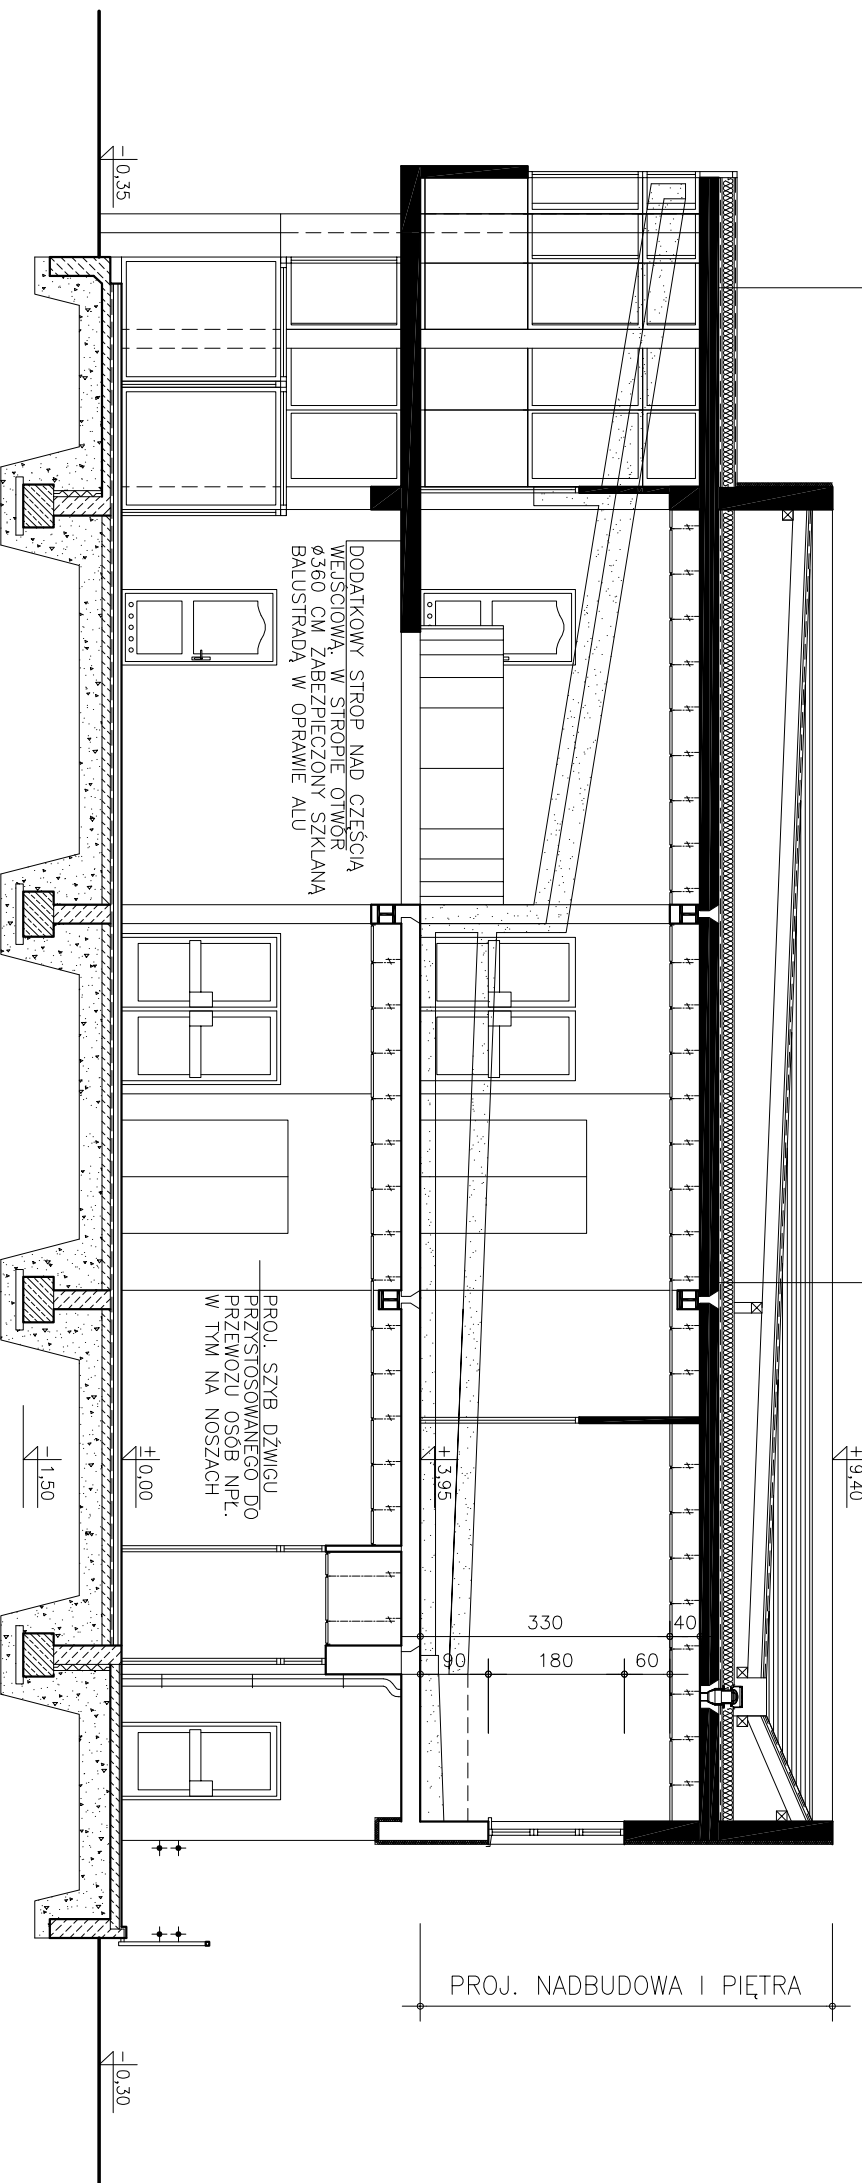 -0,35
DODATKOWY STROP NAD CZĘŚCIĄ
WEJŚCIOWĄ. W STROPIE OTWÓR
Ø360 CM ZABEZPIECZONY SZKLANĄ
BALUSTRADĄ W OPRAWIE ALU
PROJ. SZYB DŹWIGU
PRZYSTOSOWANEGO DO
PRZEWOZU OSÓB NPŁ.
W TYM NA NOSZACH
-1,50
±0,00
+3,95
+9,40
330
40
90
180
60
PROJ. NADBUDOWA I PIĘTRA
-0,30